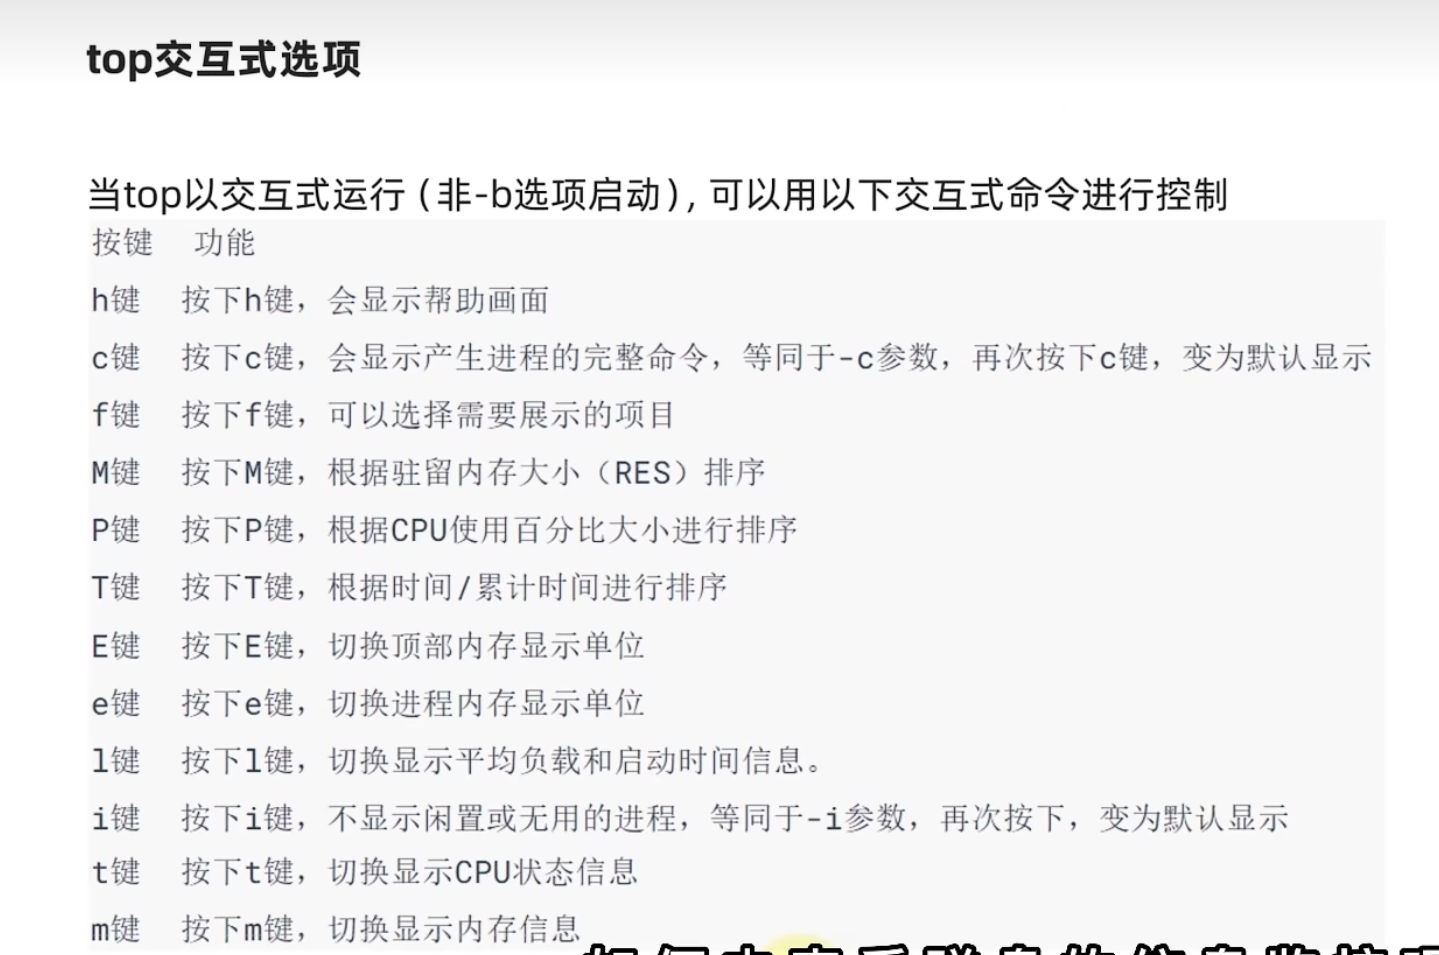 top交互式选项
当top以交互式运行（非-b选项启动），可以用以下交互式命令进行控制
按键 功能
h键 按下h键，会显示帮助画面
c键 按下c键，会显示产生进程的完整命令，等同于-c参数，再次按下c键，变为默认显示
f键 按下f键，可以选择需要展示的项目
M键 按下M键，根据驻留内存大小（RES）排序
P键 按下P键，根据CPU使用百分比大小进行排序
T键 按下T键，根据时间/累计时间进行排序
E键 按下E键，切换顶部内存显示单位
e键 按下e键，切换进程内存显示单位
l键 按下l键，切换显示平均负载和启动时间信息。
i键 按下i键，不显示闲置或无用的进程，等同于-i参数，再次按下，变为默认显示
t键 按下t键，切换显示CPU状态信息
m键 按下m键，切换显示内存信息